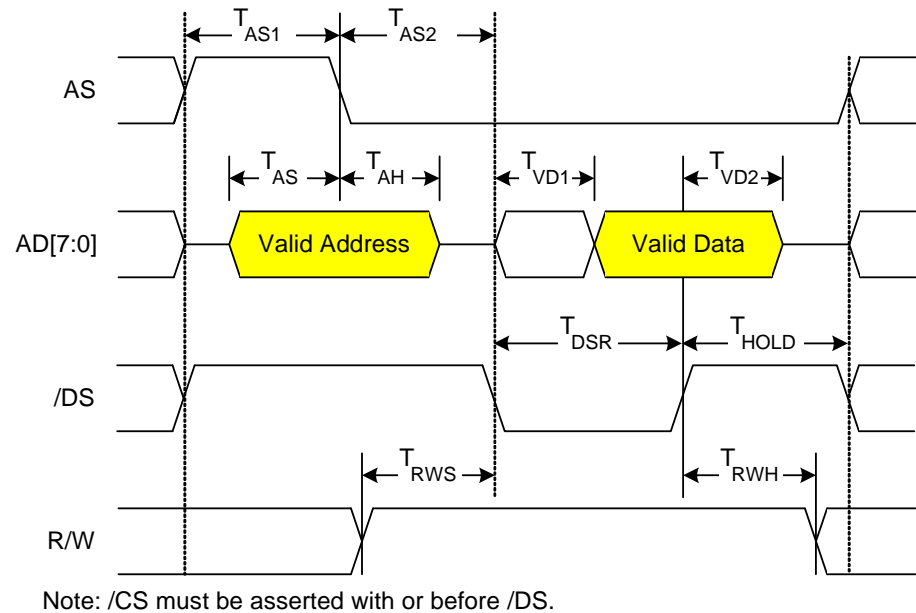 TAS1 TAS2
AS
TAS TAH TVD1 TVD2
AD[7:0] Valid Address Valid Data
TDSR THOLD
/DS
TRWS TRWH
R/W
Note: /CS must be asserted with or before /DS.